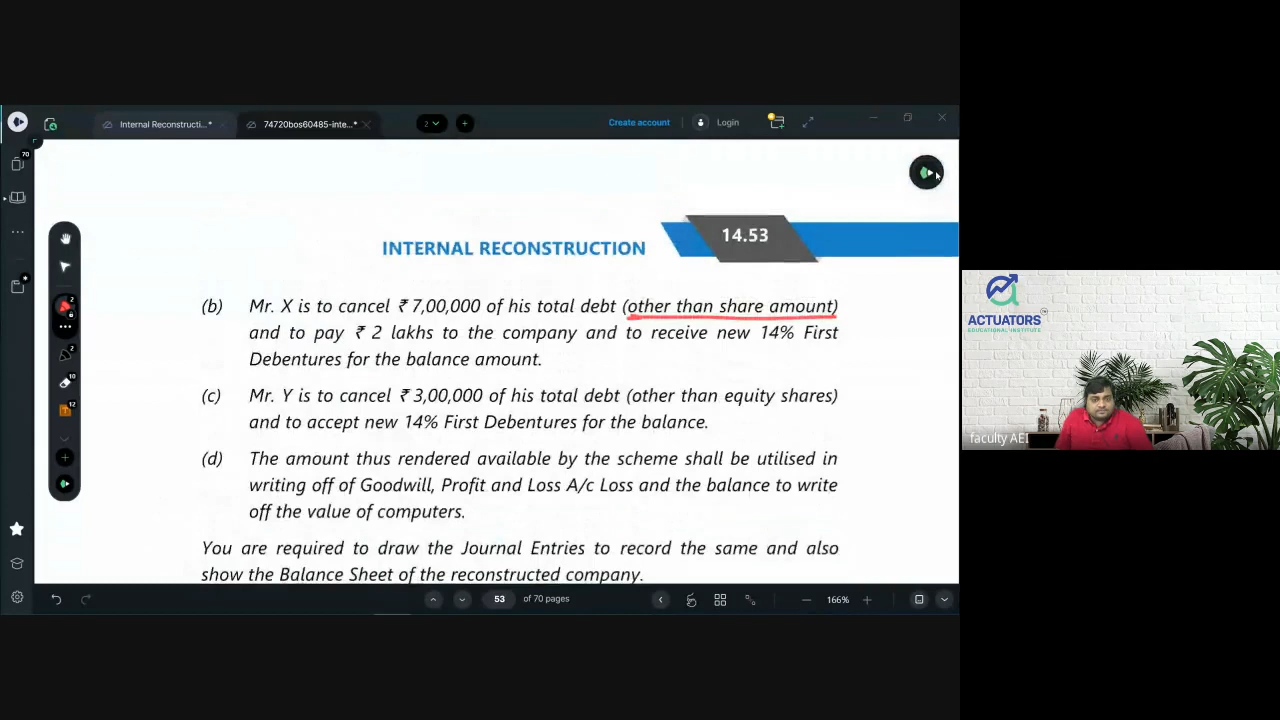 Internal Reconstructi...*
74720bos60485-inte...*
2
Create account
Login
70
14.53
INTERNAL RECONSTRUCTION
(b) Mr. X is to cancel ₹ 7,00,000 of his total debt (other than share amount)
and to pay ₹ 2 lakhs to the company and to receive new 14% First
Debentures for the balance amount.
(c) Mr. Y is to cancel ₹ 3,00,000 of his total debt (other than equity shares)
and to accept new 14% First Debentures for the balance.
(d) The amount thus rendered available by the scheme shall be utilised in
writing off of Goodwill, Profit and Loss A/c Loss and the balance to write
off the value of computers.
You are required to draw the Journal Entries to record the same and also
show the Balance Sheet of the reconstructed company.
2
2
10
12
53 of 70 pages
166%
ACTUATORS
EDUCATIONAL INSTITUTE
faculty AEI